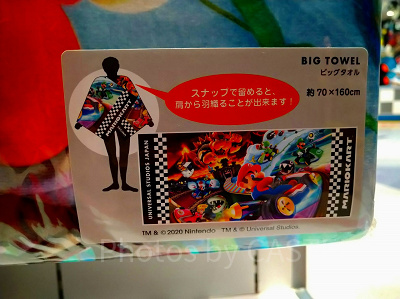 BIG TOWEL
ビッグタオル
約70×160cm
スナップで留めると、
肩から羽織ることが出来ます！
UNIVERSAL STUDIOS JAPAN
MARIOKART
TM & © 2020 Nintendo
TM & © Universal Studios.
Photos by CAS